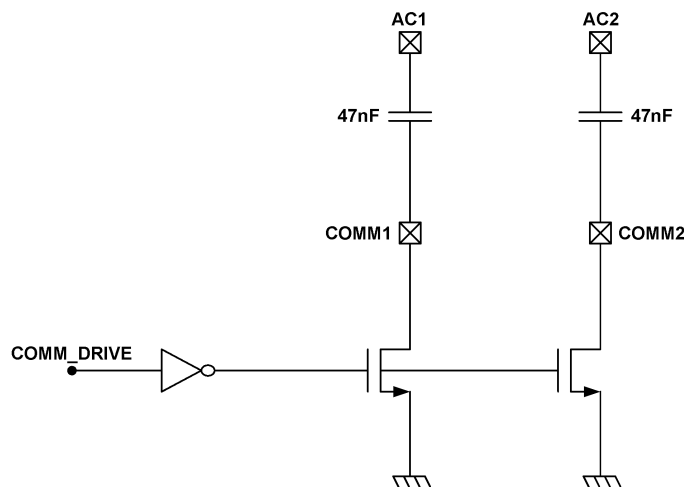 AC1
AC2
47nF
47nF
COMM1
COMM2
COMM_DRIVE